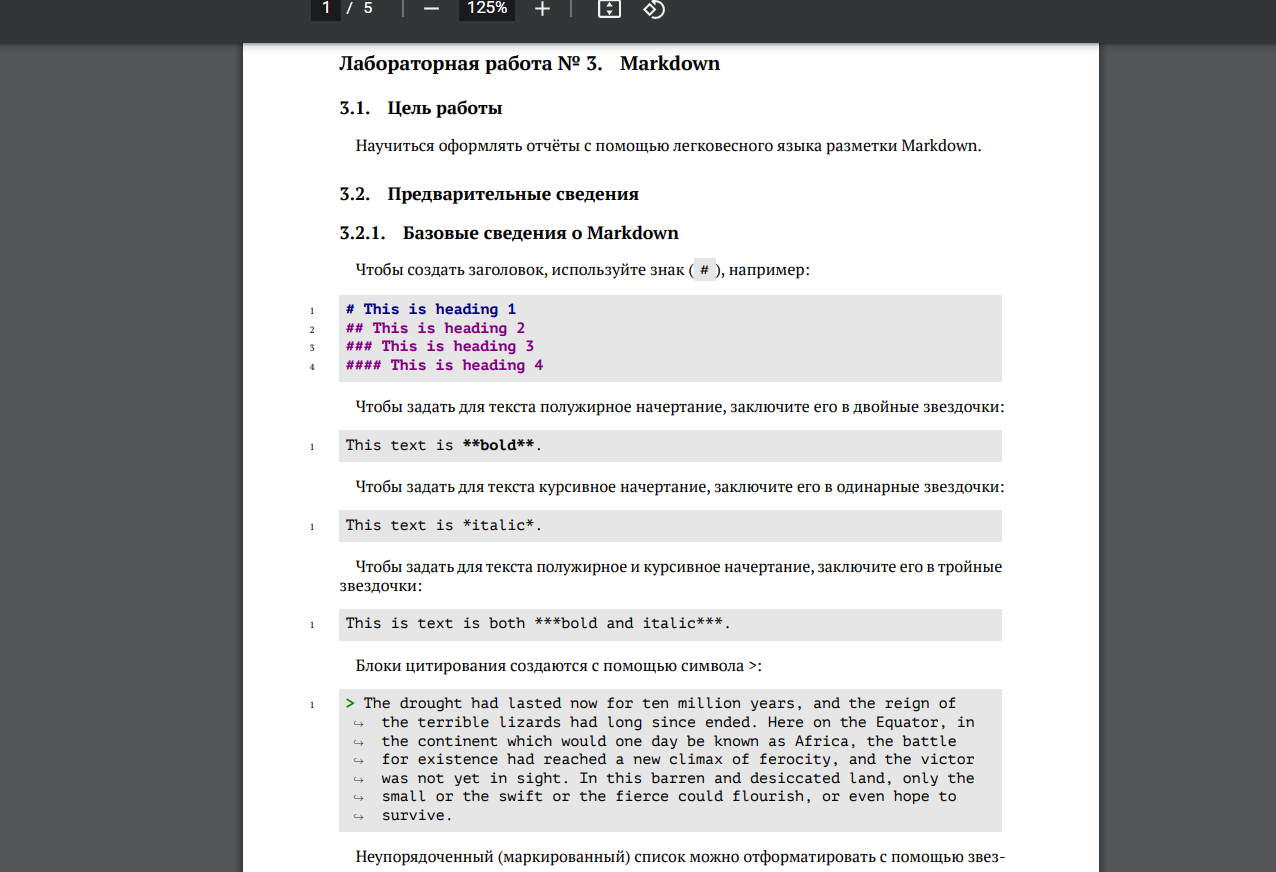 1 / 5 125%
Лабораторная работа № 3. Markdown
3.1. Цель работы
Научиться оформлять отчёты с помощью легковесного языка разметки Markdown.
3.2. Предварительные сведения
3.2.1. Базовые сведения о Markdown
Чтобы создать заголовок, используйте знак ( # ), например:
1 # This is heading 1
2 ## This is heading 2
3 ### This is heading 3
4 #### This is heading 4
Чтобы задать для текста полужирное начертание, заключите его в двойные звездочки:
1 This text is **bold**.
Чтобы задать для текста курсивное начертание, заключите его в одинарные звездочки:
1 This text is *italic*.
Чтобы задать для текста полужирное и курсивное начертание, заключите его в тройные
звездочки:
1 This is text is both ***bold and italic***.
Блоки цитирования создаются с помощью символа >:
1 > The drought had lasted now for ten million years, and the reign of
↪ the terrible lizards had long since ended. Here on the Equator, in
↪ the continent which would one day be known as Africa, the battle
↪ for existence had reached a new climax of ferocity, and the victor
↪ was not yet in sight. In this barren and desiccated land, only the
↪ small or the swift or the fierce could flourish, or even hope to
↪ survive.
Неупорядоченный (маркированный) список можно отформатировать с помощью звез-